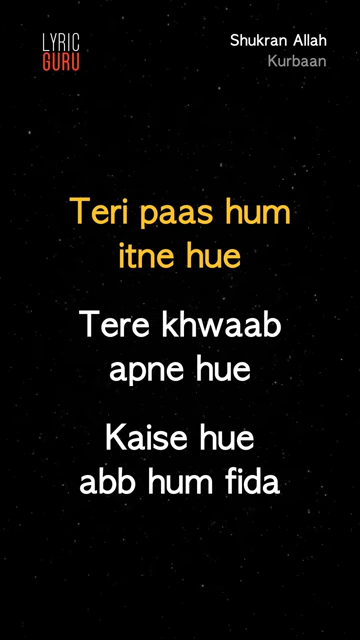 LYRIC
GURU
Shukran Allah
Kurbaan
Teri paas hum
itne hue
Tere khwaab
apne hue
Kaise hue
abb hum fida